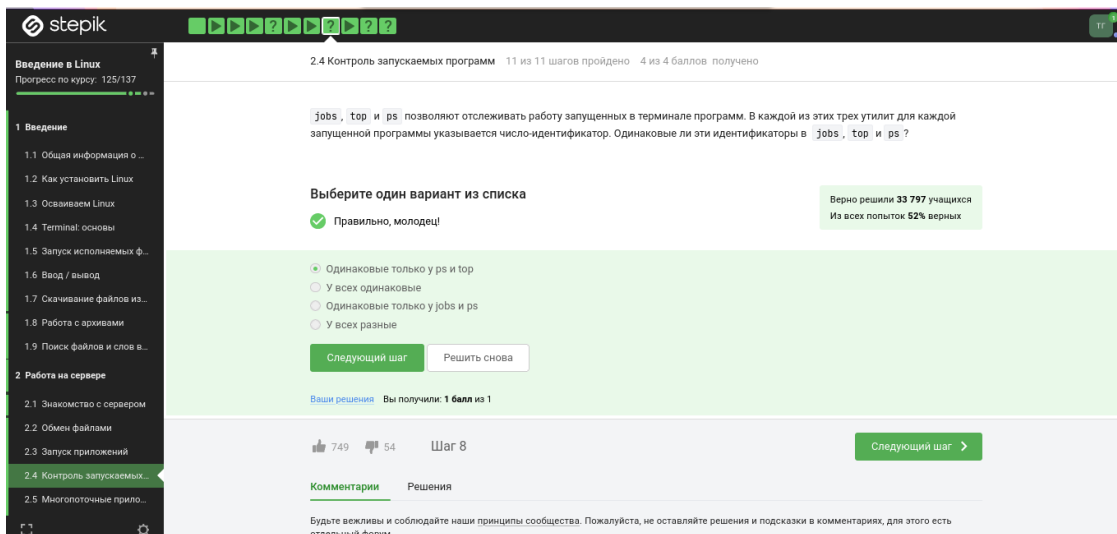 stepik
? ? ? ?
ТГ
1
Введение в Linux
Прогресс по курсу: 125/137
1 Введение
1.1 Общая информация о ...
1.2 Как установить Linux
1.3 Осваиваем Linux
1.4 Terminal: основы
1.5 Запуск исполняемых ф...
1.6 Ввод / вывод
1.7 Скачивание файлов из...
1.8 Работа с архивами
1.9 Поиск файлов и слов в...
2 Работа на сервере
2.1 Знакомство с сервером
2.2 Обмен файлами
2.3 Запуск приложений
2.4 Контроль запускаемых...
2.5 Многопоточные прило...
2.4 Контроль запускаемых программ 11 из 11 шагов пройдено 4 из 4 баллов получено
jobs, top и ps позволяют отслеживать работу запущенных в терминале программ. В каждой из этих трех утилит для каждой
запущенной программы указывается число-идентификатор. Одинаковые ли эти идентификаторы в jobs, top и ps?
Выберите один вариант из списка
Правильно, молодец!
Верно решили 33 797 учащихся
Из всех попыток 52% верных
Одинаковые только у ps и top
У всех одинаковые
Одинаковые только у jobs и ps
У всех разные
Следующий шаг Решить снова
Ваши решения Вы получили: 1 балл из 1
749 54 Шаг 8 Следующий шаг
Комментарии Решения
Будьте вежливы и соблюдайте наши принципы сообщества. Пожалуйста, не оставляйте решения и подсказки в комментариях, для этого есть
отдельный форум.